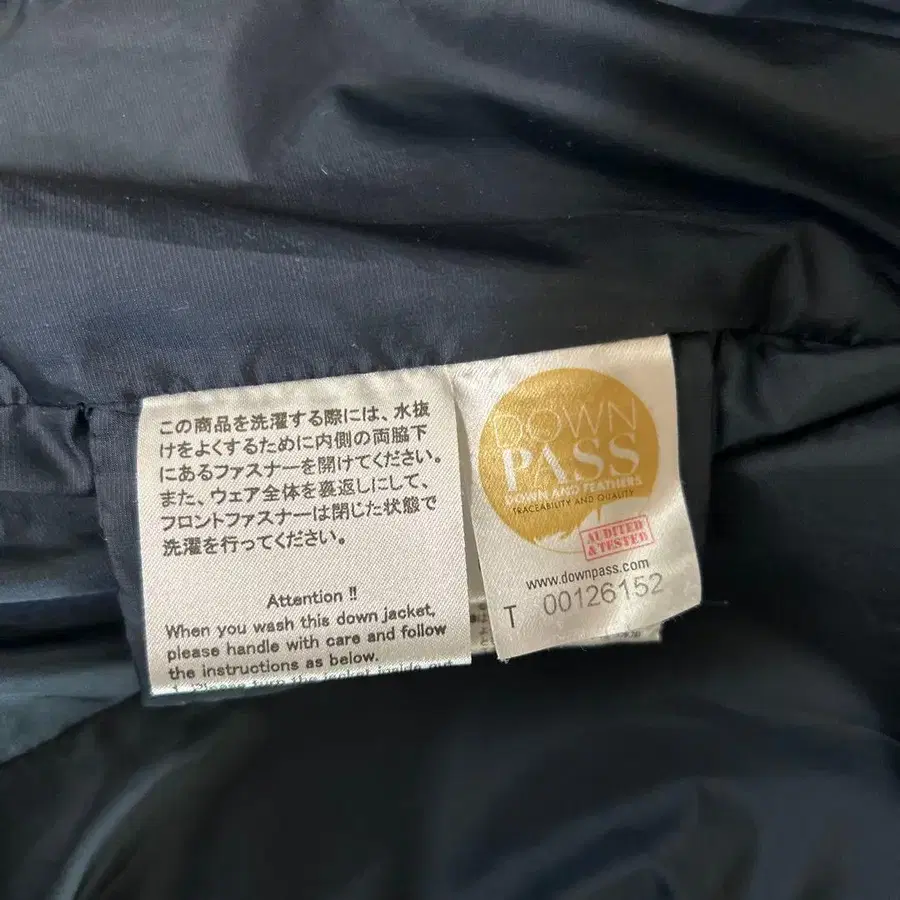 この商品を洗濯する際には、水抜
けをよくするために内側の両脇下
にあるファスナーを開けてください。
また、ウェア全体を裏返しにして、
フロントファスナーは閉じた状態で
洗濯を行ってください。
Attention !!
When you wash this down jacket,
please handle with care and follow
the instructions as below.
DOWN
PASS
DOWN AND FEATHERS
TRACEABILITY AND QUALITY
AUDITED
& TESTED
www.downpass.com
T 00126152